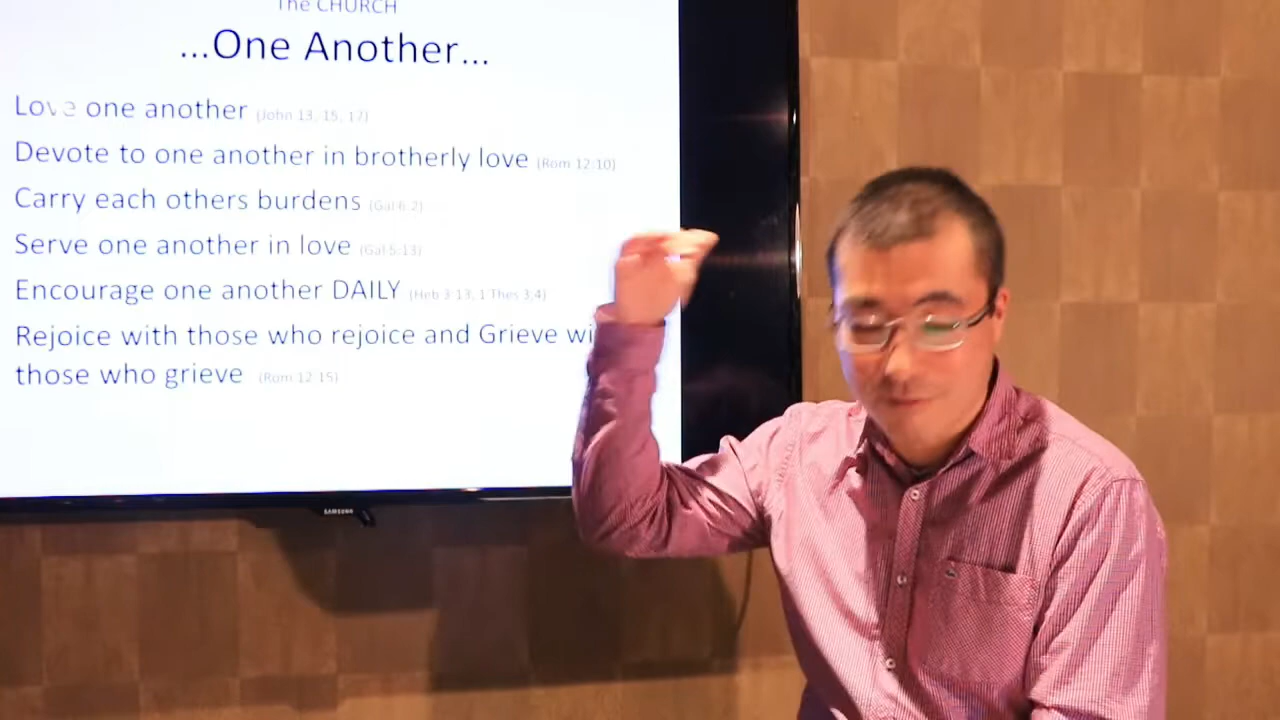 The CHURCH
...One Another...
Love one another (John 13, 15, 17)
Devote to one another in brotherly love (Rom 12:10)
Carry each others burdens (Gal 6:2)
Serve one another in love (Gal 5:13)
Encourage one another DAILY (Heb 3:13, 1 Thes 3:4)
Rejoice with those who rejoice and Grieve wi
those who grieve (Rom 12:15)
SAMSUNG